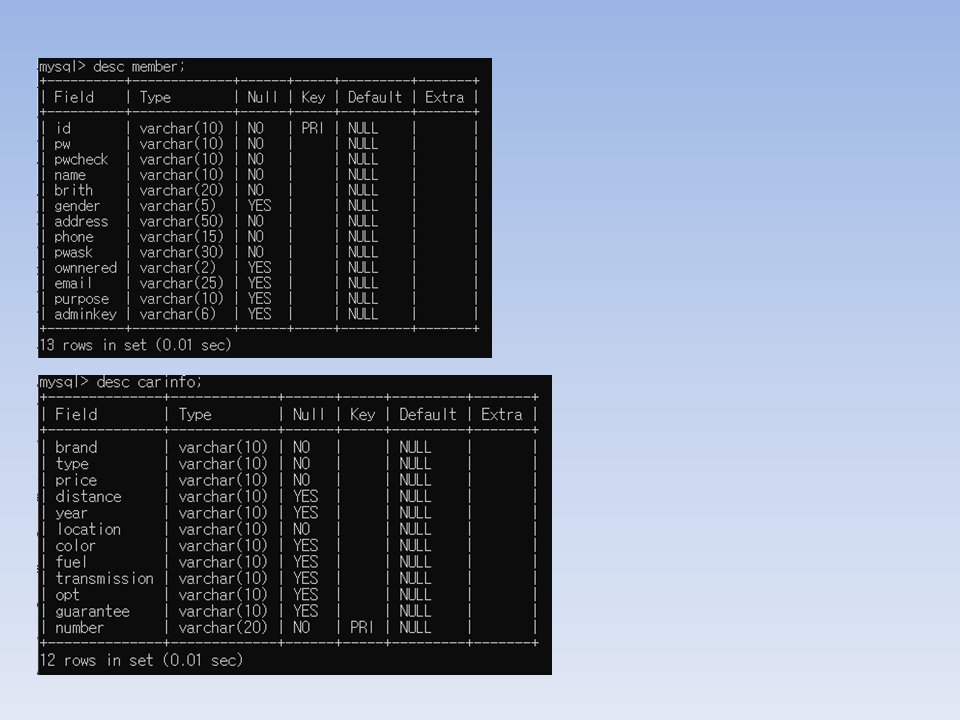 mysql> desc member;
+----------+-------------+------+-----+---------+-------+
| Field    | Type        | Null | Key | Default | Extra |
+----------+-------------+------+-----+---------+-------+
| id       | varchar(10) | NO   | PRI | NULL    |       |
| pw       | varchar(10) | NO   |     | NULL    |       |
| pwcheck  | varchar(10) | NO   |     | NULL    |       |
| name     | varchar(10) | NO   |     | NULL    |       |
| brith    | varchar(20) | NO   |     | NULL    |       |
| gender   | varchar(5)  | YES  |     | NULL    |       |
| address  | varchar(50) | NO   |     | NULL    |       |
| phone    | varchar(15) | NO   |     | NULL    |       |
| pwask    | varchar(30) | NO   |     | NULL    |       |
| ownnered | varchar(2)  | YES  |     | NULL    |       |
| email    | varchar(25) | YES  |     | NULL    |       |
| purpose  | varchar(10) | YES  |     | NULL    |       |
| adminkey | varchar(6)  | YES  |     | NULL    |       |
+----------+-------------+------+-----+---------+-------+
13 rows in set (0.01 sec)
mysql> desc carinfo;
+--------------+-------------+------+-----+---------+-------+
| Field        | Type        | Null | Key | Default | Extra |
+--------------+-------------+------+-----+---------+-------+
| brand        | varchar(10) | NO   |     | NULL    |       |
| type         | varchar(10) | NO   |     | NULL    |       |
| price        | varchar(10) | NO   |     | NULL    |       |
| distance     | varchar(10) | YES  |     | NULL    |       |
| year         | varchar(10) | YES  |     | NULL    |       |
| location     | varchar(10) | NO   |     | NULL    |       |
| color        | varchar(10) | YES  |     | NULL    |       |
| fuel         | varchar(10) | YES  |     | NULL    |       |
| transmission | varchar(10) | YES  |     | NULL    |       |
| opt          | varchar(10) | YES  |     | NULL    |       |
| guarantee    | varchar(10) | YES  |     | NULL    |       |
| number       | varchar(20) | NO   | PRI | NULL    |       |
+--------------+-------------+------+-----+---------+-------+
12 rows in set (0.01 sec)